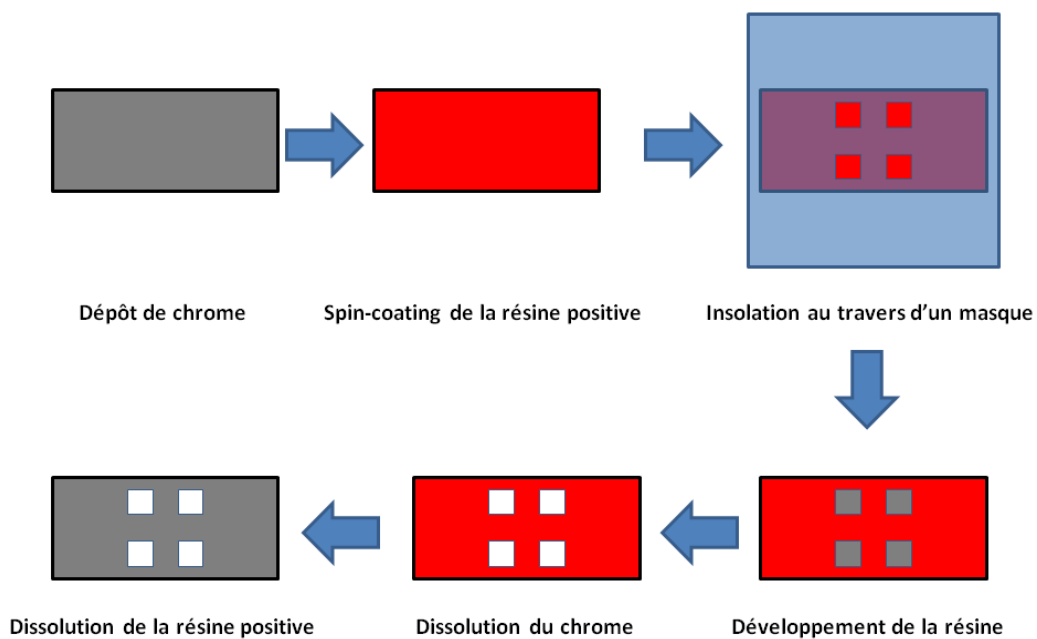 Dépôt de chrome
Spin-coating de la résine positive
Insolation au travers d'un masque
Dissolution de la résine positive
Dissolution du chrome
Développement de la résine